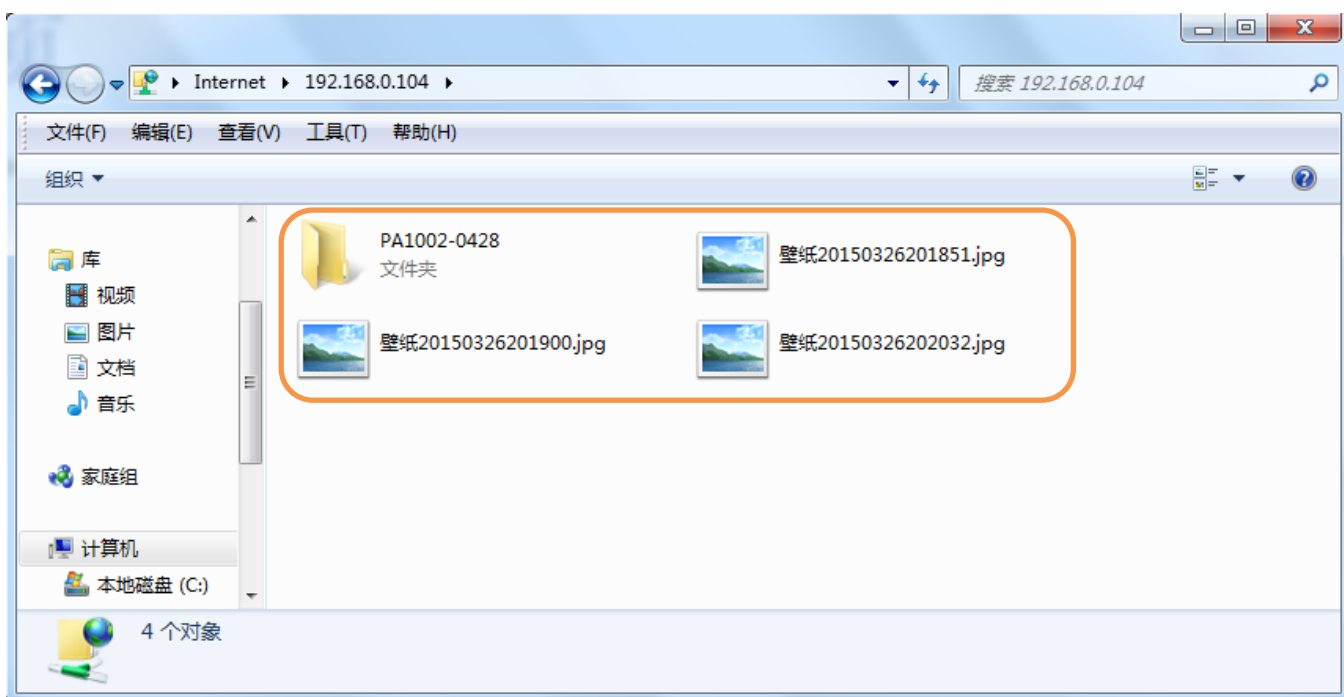 Internet 192.168.0.104
搜索 192.168.0.104
文件(F) 编辑(E) 查看(V) 工具(T) 帮助(H)
组织
库
视频
图片
文档
音乐
家庭组
计算机
本地磁盘 (C:)
PA1002-0428
文件夹
壁纸20150326201851.jpg
壁纸20150326201900.jpg
壁纸20150326202032.jpg
4 个对象